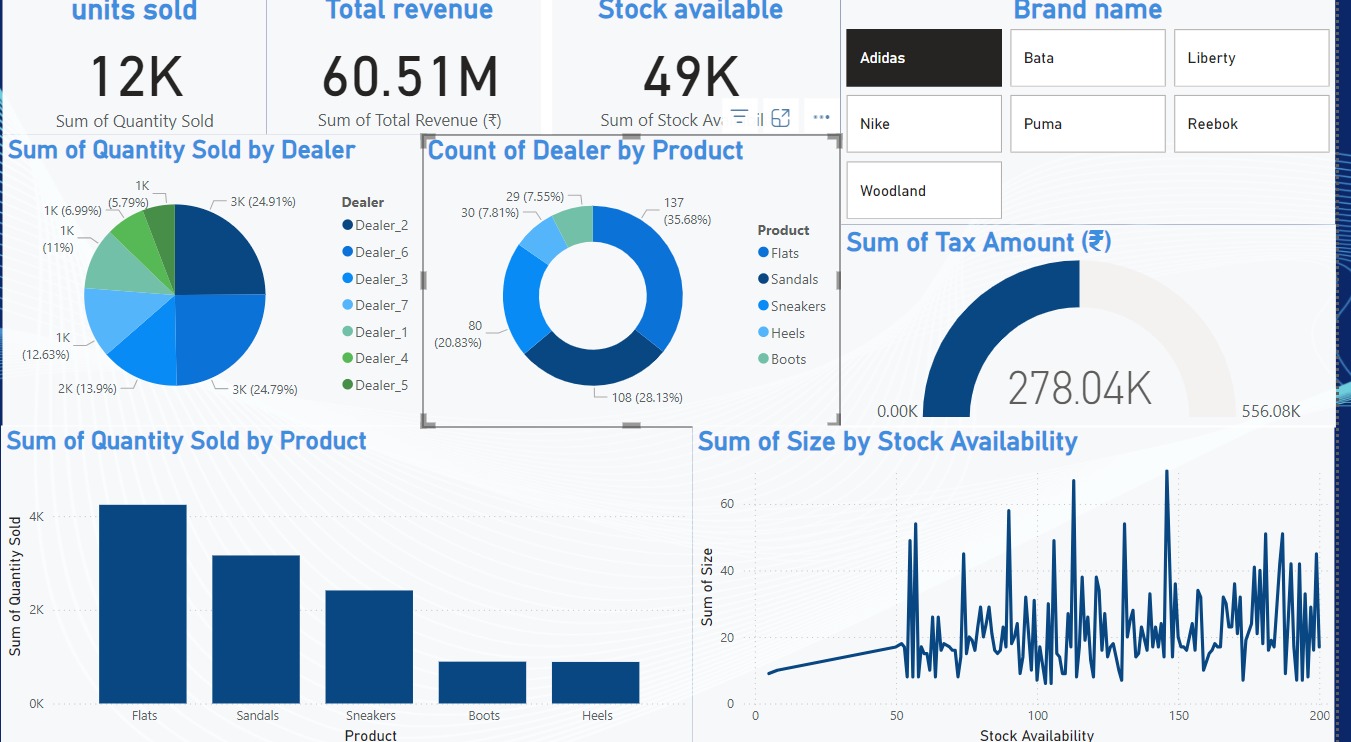 units sold
Total revenue
Stock available
Brand name
12K
Sum of Quantity Sold
60.51M
Sum of Total Revenue (₹)
49K
Sum of Stock Av
il
Adidas
Bata
Liberty
Nike
Puma
Reebok
Woodland
Sum of Quantity Sold by Dealer
3K (24.91%)
3K (24.79%)
2K (13.9%)
1K
(12.63%)
1K
(11%)
1K (6.99%)
1K
(5.79%)
Dealer
Dealer_2
Dealer_6
Dealer_3
Dealer_7
Dealer_1
Dealer_4
Dealer_5
Count of Dealer by Product
137
(35.68%)
108 (28.13%)
80
(20.83%)
30 (7.81%)
29 (7.55%)
Product
Flats
Sandals
Sneakers
Heels
Boots
Sum of Tax Amount (₹)
278.04K
0.00K
556.08K
Sum of Quantity Sold by Product
Sum of Quantity Sold
4K
2K
0K
Flats
Sandals
Sneakers
Boots
Heels
Product
Sum of Size by Stock Availability
Sum of Size
60
40
20
0
0
50
100
150
200
Stock Availability